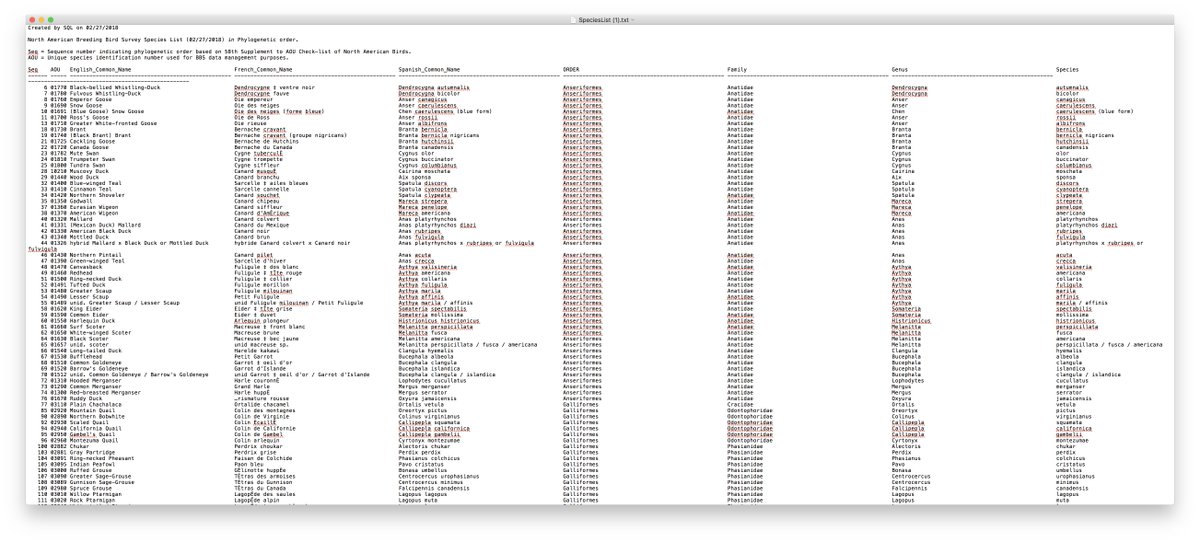 SpeciesList (1).txt
Created by SQL on 02/27/2018
North American Breeding Bird Survey Species List (02/27/2018) in Phylogenetic order.
Seq = Sequence number indicating phylogenetic order based on 58th Supplement to AOU Check-list of North American Birds.
AOU = Unique species identification number used for BBS data management purposes.
Seq AOU English_Common_Name French_Common_Name Spanish_Common_Name ORDER Family Genus Species
6 01770 Black-bellied Whistling-Duck Dendrocygne ‡ ventre noir Dendrocygna autumnalis Anseriformes Anatidae Dendrocygna autumnalis
7 01780 Fulvous Whistling-Duck Dendrocygne fauve Dendrocygna bicolor Anseriformes Anatidae Dendrocygna bicolor
8 01760 Emperor Goose Oie empereur Anser canagicus Anseriformes Anatidae Anser canagicus
9 01690 Snow Goose Oie des neiges Anser caerulescens Anseriformes Anatidae Anser caerulescens
10 01691 (Blue Goose) Snow Goose Oie des neiges (forme bleue) Chen caerulescens (blue form) Anseriformes Anatidae Chen caerulescens (blue form)
11 01700 Ross's Goose Oie de Ross Anser rossii Anseriformes Anatidae Anser rossii
13 01710 Greater White-fronted Goose Oie rieuse Anser albifrons Anseriformes Anatidae Anser albifrons
18 01730 Brant Bernache cravant Branta bernicla Anseriformes Anatidae Branta bernicla
19 01740 (Black Brant) Brant Bernache cravant (groupe nigricans) Branta bernicla nigricans Anseriformes Anatidae Branta bernicla nigricans
21 01725 Cackling Goose Bernache de Hutchins Branta hutchinsii Anseriformes Anatidae Branta hutchinsii
22 01720 Canada Goose Bernache du Canada Branta canadensis Anseriformes Anatidae Branta canadensis
23 01782 Mute Swan Cygne tuberculÈ Cygnus olor Anseriformes Anatidae Cygnus olor
24 01810 Trumpeter Swan Cygne trompette Cygnus buccinator Anseriformes Anatidae Cygnus buccinator
25 01800 Tundra Swan Cygne siffleur Cygnus columbianus Anseriformes Anatidae Cygnus columbianus
28 10210 Muscovy Duck Canard musquÈ Cairina moschata Anseriformes Anatidae Cairina moschata
29 01440 Wood Duck Canard branchu Aix sponsa Anseriformes Anatidae Aix sponsa
32 01400 Blue-winged Teal Sarcelle ‡ ailes bleues Spatula discors Anseriformes Anatidae Spatula discors
33 01410 Cinnamon Teal Sarcelle cannelle Spatula cyanoptera Anseriformes Anatidae Spatula cyanoptera
34 01420 Northern Shoveler Canard souchet Spatula clypeata Anseriformes Anatidae Spatula clypeata
35 01350 Gadwall Canard chipeau Mareca strepera Anseriformes Anatidae Mareca strepera
37 01360 Eurasian Wigeon Canard siffleur Mareca penelope Anseriformes Anatidae Mareca penelope
38 01370 American Wigeon Canard d'AmÈrique Mareca americana Anseriformes Anatidae Mareca americana
40 01320 Mallard Canard colvert Anas platyrhynchos Anseriformes Anatidae Anas platyrhynchos
41 01331 (Mexican Duck) Mallard Canard du Mexique Anas platyrhynchos diazi Anseriformes Anatidae Anas platyrhynchos diazi
42 01330 American Black Duck Canard noir Anas rubripes Anseriformes Anatidae Anas rubripes
43 01340 Mottled Duck Canard brun Anas fulvigula Anseriformes Anatidae Anas fulvigula
44 01326 hybrid Mallard x Black Duck or Mottled Duck hybride Canard colvert x Canard noir Anas platyrhynchos x rubripes or fulvigula Anseriformes Anatidae Anas platyrhynchos x rubripes or
fulvigula
46 01430 Northern Pintail Canard pilet Anas acuta Anseriformes Anatidae Anas acuta
47 01390 Green-winged Teal Sarcelle d'hiver Anas crecca Anseriformes Anatidae Anas crecca
48 01470 Canvasback Fuligule ‡ dos blanc Aythya valisineria Anseriformes Anatidae Aythya valisineria
49 01460 Redhead Fuligule ‡ tÍte rouge Aythya americana Anseriformes Anatidae Aythya americana
51 01500 Ring-necked Duck Fuligule ‡ collier Aythya collaris Anseriformes Anatidae Aythya collaris
52 01491 Tufted Duck Fuligule morillon Aythya fuligula Anseriformes Anatidae Aythya fuligula
53 01480 Greater Scaup Fuligule milouinan Aythya marila Anseriformes Anatidae Aythya marila
54 01490 Lesser Scaup Petit Fuligule Aythya affinis Anseriformes Anatidae Aythya affinis
55 01489 unid. Greater Scaup / Lesser Scaup unid Fuligule milouinan / Petit Fuligule Aythya marila / affinis Anseriformes Anatidae Aythya marila / affinis
58 01620 King Eider Eider ‡ tÍte grise Somateria spectabilis Anseriformes Anatidae Somateria spectabilis
59 01590 Common Eider Eider ‡ duvet Somateria mollissima Anseriformes Anatidae Somateria mollissima
60 01550 Harlequin Duck Arlequin plongeur Histrionicus histrionicus Anseriformes Anatidae Histrionicus histrionicus
61 01660 Surf Scoter Macreuse ‡ front blanc Melanitta perspicillata Anseriformes Anatidae Melanitta perspicillata
62 01650 White-winged Scoter Macreuse brune Melanitta fusca Anseriformes Anatidae Melanitta fusca
64 01630 Black Scoter Macreuse ‡ bec jaune Melanitta americana Anseriformes Anatidae Melanitta americana
65 01657 unid. scoter unid macreuse sp. Melanitta perspicillata / fusca / americana Anseriformes Anatidae Melanitta perspicillata / fusca / americana
66 01540 Long-tailed Duck Harelde kakawi Clangula hyemalis Anseriformes Anatidae Clangula hyemalis
67 01530 Bufflehead Petit Garrot Bucephala albeola Anseriformes Anatidae Bucephala albeola
68 01510 Common Goldeneye Garrot ‡ oeil d'or Bucephala clangula Anseriformes Anatidae Bucephala clangula
69 01520 Barrow's Goldeneye Garrot d'Islande Bucephala islandica Anseriformes Anatidae Bucephala islandica
70 01512 unid. Common Goldeneye / Barrow's Goldeneye unid Garrot ‡ oeil d'or / Garrot d'Islande Bucephala clangula / islandica Anseriformes Anatidae Bucephala clangula / islandica
72 01310 Hooded Merganser Harle couronnÈ Lophodytes cucullatus Anseriformes Anatidae Lophodytes cucullatus
73 01290 Common Merganser Grand Harle Mergus merganser Anseriformes Anatidae Mergus merganser
74 01300 Red-breasted Merganser Harle huppÈ Mergus serrator Anseriformes Anatidae Mergus serrator
76 01670 Ruddy Duck …rismature rousse Oxyura jamaicensis Anseriformes Anatidae Oxyura jamaicensis
77 03110 Plain Chachalaca Ortalide chacamel Ortalis vetula Galliformes Cracidae Ortalis vetula
85 02920 Mountain Quail Colin des montagnes Oreortyx pictus Galliformes Odontophoridae Oreortyx pictus
90 02890 Northern Bobwhite Colin de Virginie Colinus virginianus Galliformes Odontophoridae Colinus virginianus
92 02930 Scaled Quail Colin ÈcaillÈ Callipepla squamata Galliformes Odontophoridae Callipepla squamata
94 02940 California Quail Colin de Californie Callipepla californica Galliformes Odontophoridae Callipepla californica
95 02950 Gambel's Quail Colin de Gambel Callipepla gambelii Galliformes Odontophoridae Callipepla gambelii
96 02960 Montezuma Quail Colin arlequin Cyrtonyx montezumae Galliformes Odontophoridae Cyrtonyx montezumae
100 02882 Chukar Perdrix choukar Alectoris chukar Galliformes Phasianidae Alectoris chukar
103 02881 Gray Partridge Perdrix grise Perdix perdix Galliformes Phasianidae Perdix perdix
104 03091 Ring-necked Pheasant Faisan de Colchide Phasianus colchicus Galliformes Phasianidae Phasianus colchicus
105 03095 Indian Peafowl Paon bleu Pavo cristatus Galliformes Phasianidae Pavo cristatus
106 03000 Ruffed Grouse GÈlinotte huppÈe Bonasa umbellus Galliformes Phasianidae Bonasa umbellus
107 03090 Greater Sage-Grouse TÈtras des armoises Centrocercus urophasianus Galliformes Phasianidae Centrocercus urophasianus
108 03089 Gunnison Sage-Grouse TÈtras du Gunnison Centrocercus minimus Galliformes Phasianidae Centrocercus minimus
109 02980 Spruce Grouse TÈtras du Canada Falcipennis canadensis Galliformes Phasianidae Falcipennis canadensis
110 03010 Willow Ptarmigan LagopËde des saules Lagopus lagopus Galliformes Phasianidae Lagopus lagopus
111 03020 Rock Ptarmigan LagopËde alpin Lagopus muta Galliformes Phasianidae Lagopus muta